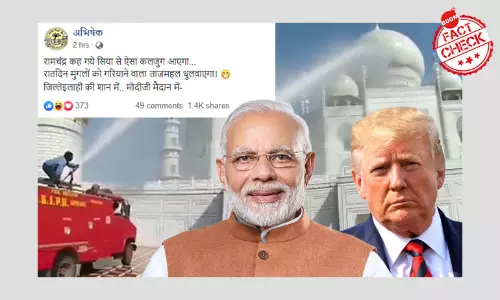 BOOM
FACT
CHECK
अभिषेक
2 hrs ·
रामचंद्र कह गये सिया से ऐसा कलजुग आएगा...
रातदिन मुगलों को गरियाने वाला ताजमहल धुलवाएगा। 😁
जिल्लेइलाही की शान में.. मोदीजी मैदान में-
373
49 comments 1.4K shares